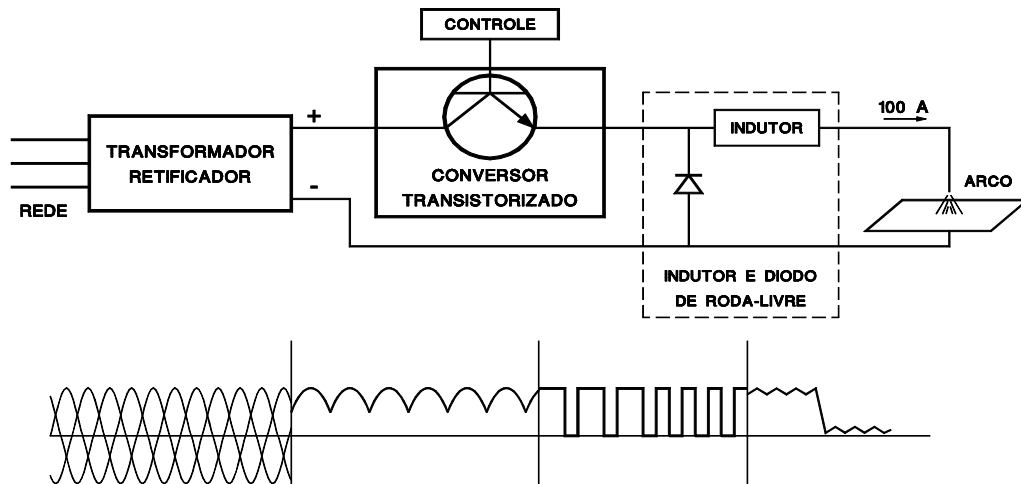 CONTROLE
100 A
+
INDUTOR
TRANSFORMADOR
RETIFICADOR
CONVERSOR
TRANSISTORIZADO
-
ARCO
REDE
INDUTOR E DIODO
DE RODA-LIVRE